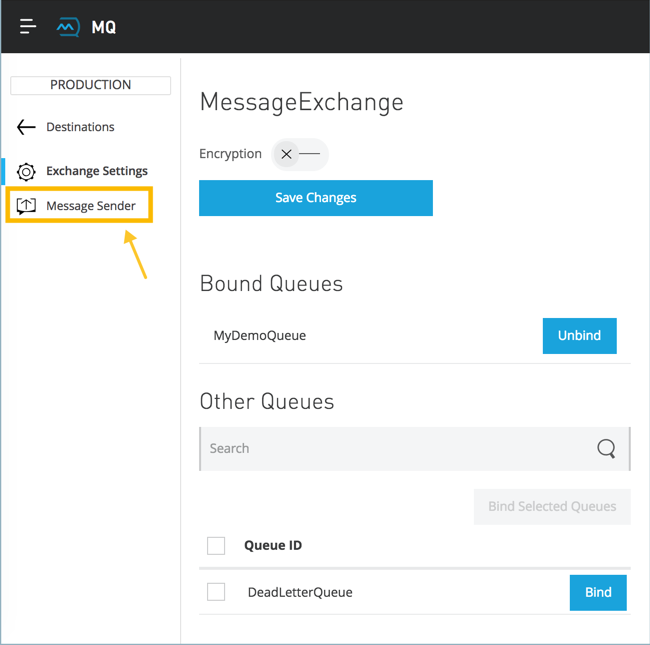 MQ
PRODUCTION
Destinations
Exchange Settings
Message Sender
MessageExchange
Encryption
Save Changes
Bound Queues
MyDemoQueue
Unbind
Other Queues
Search
Bind Selected Queues
Queue ID
DeadLetterQueue
Bind